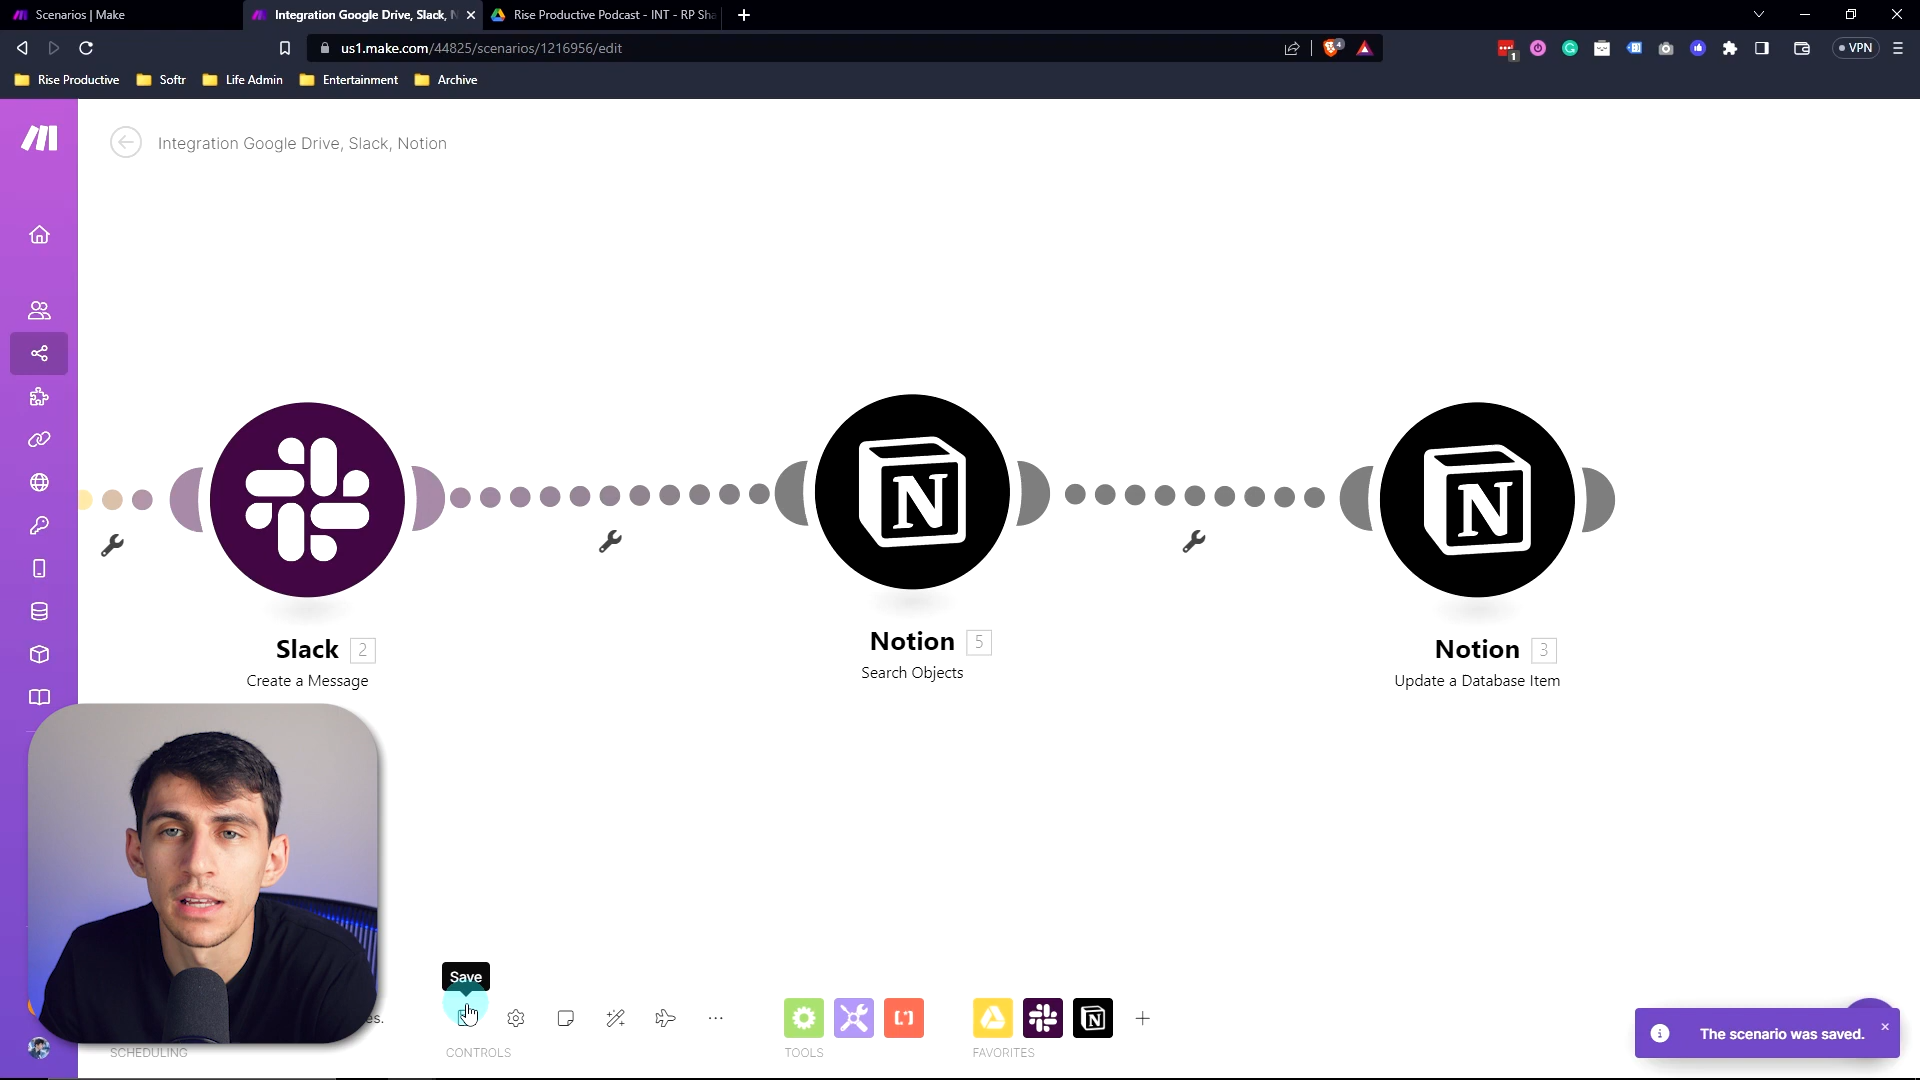 Scenarios | Make
Integration Google Drive, Slack, N
Rise Productive Podcast - INT - RP Sha
us1.make.com/44825/scenarios/1216956/edit
VPN
Rise Productive
Softr
Life Admin
Entertainment
Archive
Integration Google Drive, Slack, Notion
Slack 2
Create a Message
Notion 5
Search Objects
Notion 3
Update a Database Item
Save
es.
SCHEDULING
CONTROLS
TOOLS
FAVORITES
The scenario was saved.